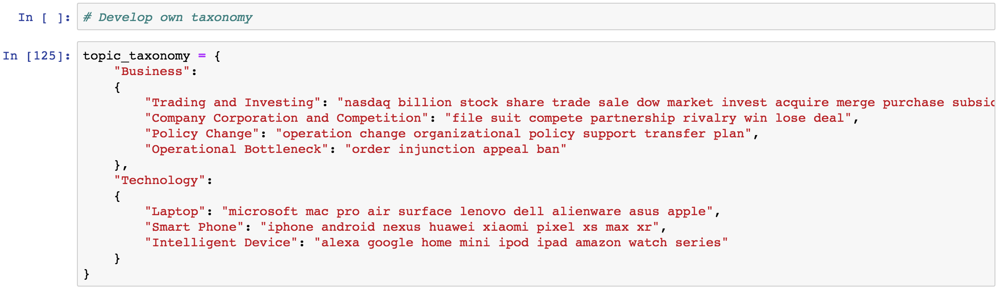 In [ ]: # Develop own taxonomy
In [125]: topic_taxonomy = {
    "Business":
    {
        "Trading and Investing": "nasdaq billion stock share trade sale dow market invest acquire merge purchase
        "Company Corporation and Competition": "file suit compete partnership rivalry win lose deal",
        "Policy Change": "operation change organizational policy support transfer plan",
        "Operational Bottleneck": "order injunction appeal ban"
    },
    "Technology":
    {
        "Laptop": "microsoft mac pro air surface lenovo dell alienware asus apple",
        "Smart Phone": "iphone android nexus huawei xiaomi pixel xs max xr",
        "Intelligent Device": "alexa google home mini ipod ipad amazon watch series"
    }
}